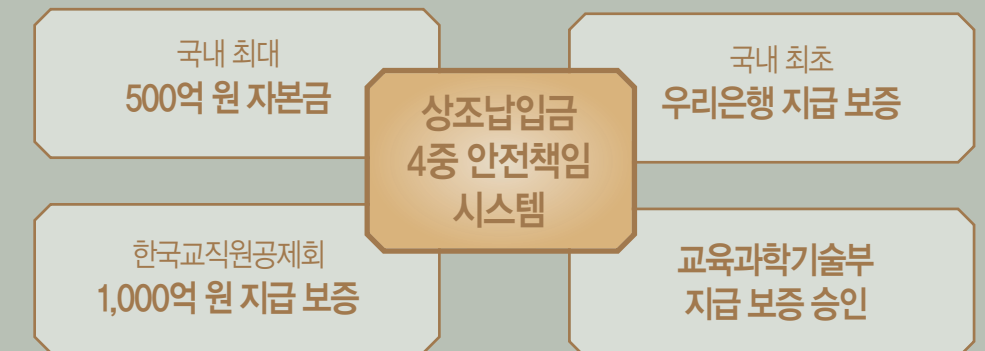 국내 최대
500억 원 자본금
국내 최초
우리은행 지급 보증
상조납입금
4중 안전책임
시스템
한국교직원공제회
1,000억 원 지급 보증
교육과학기술부
지급 보증 승인